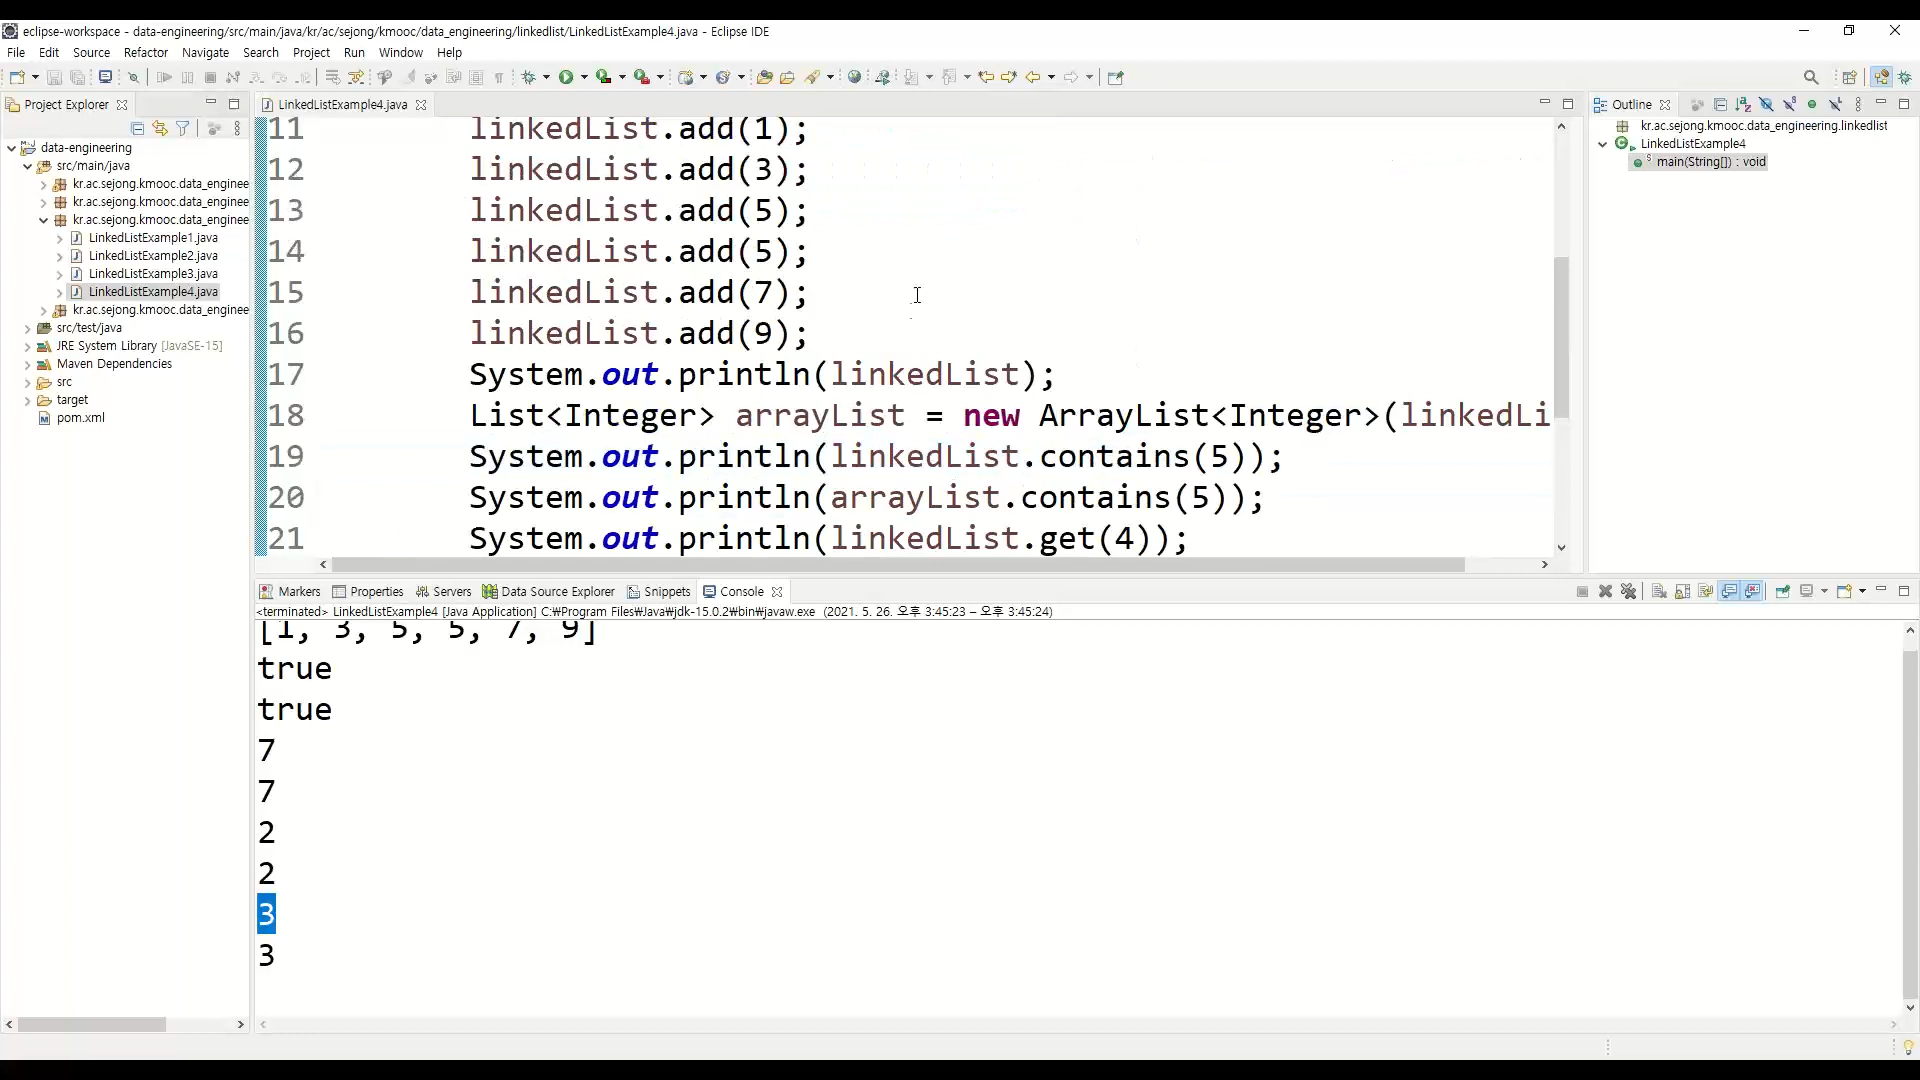 eclipse-workspace - data-engineering/src/main/java/kr/ac/sejong/kmooc/data_engineering/linkedlist/LinkedListExample4.java - Eclipse IDE
File Edit Source Refactor Navigate Search Project Run Window Help
Project Explorer
data-engineering
src/main/java
kr.ac.sejong.kmooc.data_enginee
kr.ac.sejong.kmooc.data_enginee
kr.ac.sejong.kmooc.data_enginee
LinkedListExample1.java
LinkedListExample2.java
LinkedListExample3.java
LinkedListExample4.java
kr.ac.sejong.kmooc.data_enginee
src/test/java
JRE System Library [JavaSE-15]
Maven Dependencies
src
target
pom.xml
LinkedListExample4.java
11 linkedList.add(1);
12 linkedList.add(3);
13 linkedList.add(5);
14 linkedList.add(5);
15 linkedList.add(7);
16 linkedList.add(9);
17 System.out.println(linkedList);
18 List<Integer> arrayList = new ArrayList<Integer>(linkedLi
19 System.out.println(linkedList.contains(5));
20 System.out.println(arrayList.contains(5));
21 System.out.println(linkedList.get(4));
Outline
kr.ac.sejong.kmooc.data_engineering.linkedlist
LinkedListExample4
main(String[]) : void
Markers Properties Servers Data Source Explorer Snippets Console
<terminated> LinkedListExample4 [Java Application] C:₩Program Files₩Java₩jdk-15.0.2₩bin₩javaw.exe (2021. 5. 26. 오후 3:45:23 – 오후 3:45:24)
[1, 3, 5, 5, 7, 9]
true
true
7
7
2
2
3
3